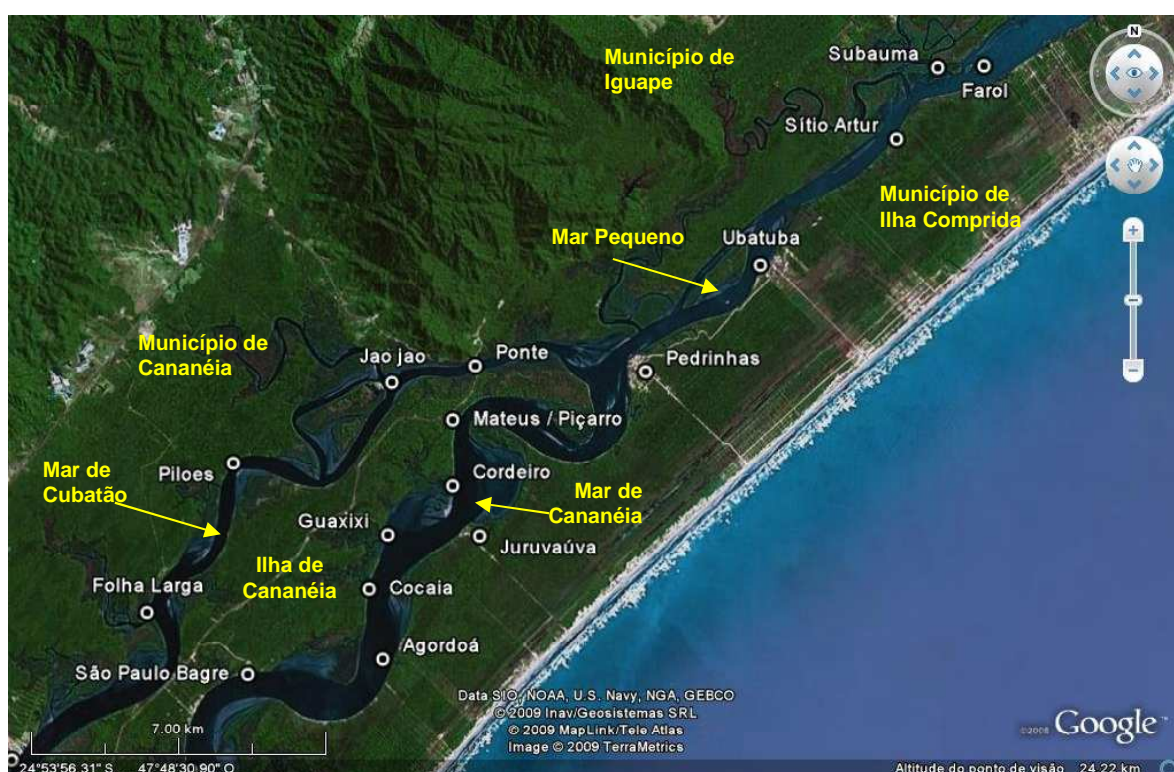 Município de
Iguape
Subauma
N
Farol
Sítio Artur
Município de
Ilha Comprida
Mar Pequeno
Ubatuba
Município de
Cananéia
Jao jao
Ponte
Pedrinhas
Mateus / Piçarro
Piloes
Cordeiro
Mar de
Cubatão
Mar de
Cananéia
Guaxixi
Juruvaúva
Ilha de
Cananéia
Folha Larga
Cocaia
Agordoá
São Paulo Bagre
Data SIO, NOAA, U.S. Navy, NGA, GEBCO
© 2009 Inav/Geosistemas SRL
© 2009 MapLink/Tele Atlas
Image © 2009 TerraMetrics
7.00 km
©2008 Google™
24°53'56.31" S 47°48'30.90" O
Altitude do ponto de visão 24.22 km